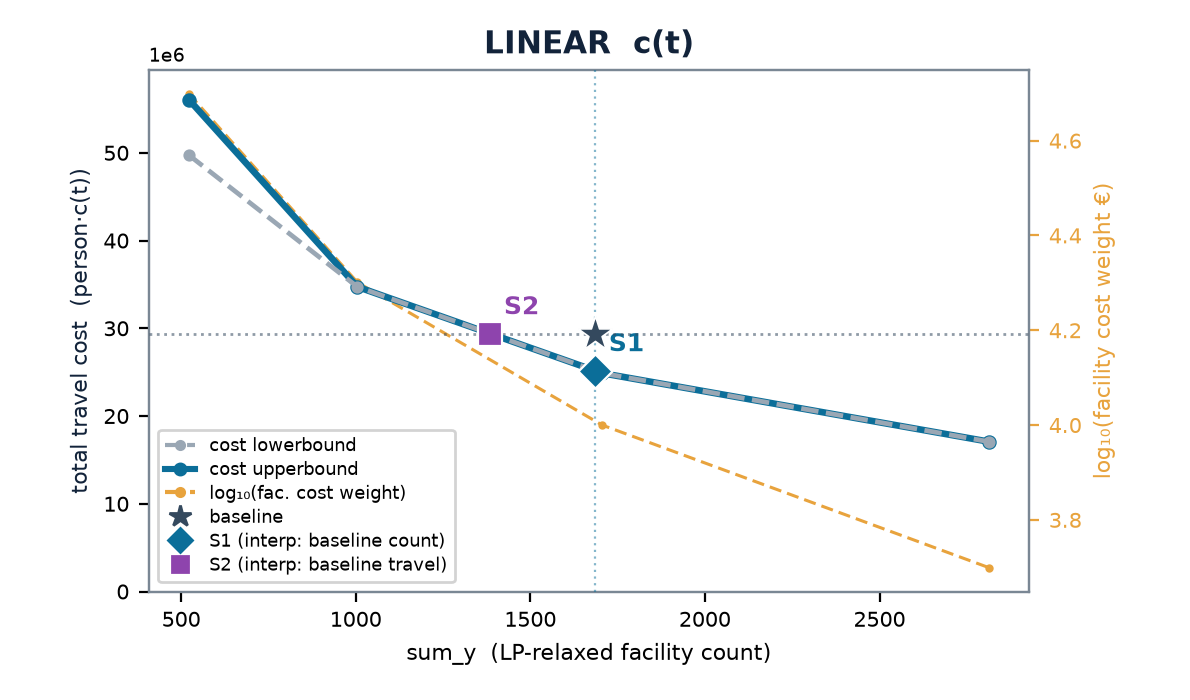 LINEAR  c(t)
1e6
50
40
30
20
10
0
total travel cost  (person·c(t))
4.6
4.4
4.2
4.0
3.8
log₁₀(facility cost weight €)
S2
S1
cost lowerbound
cost upperbound
log₁₀(fac. cost weight)
baseline
S1 (interp: baseline count)
S2 (interp: baseline travel)
500
1000
1500
2000
2500
sum_y  (LP-relaxed facility count)